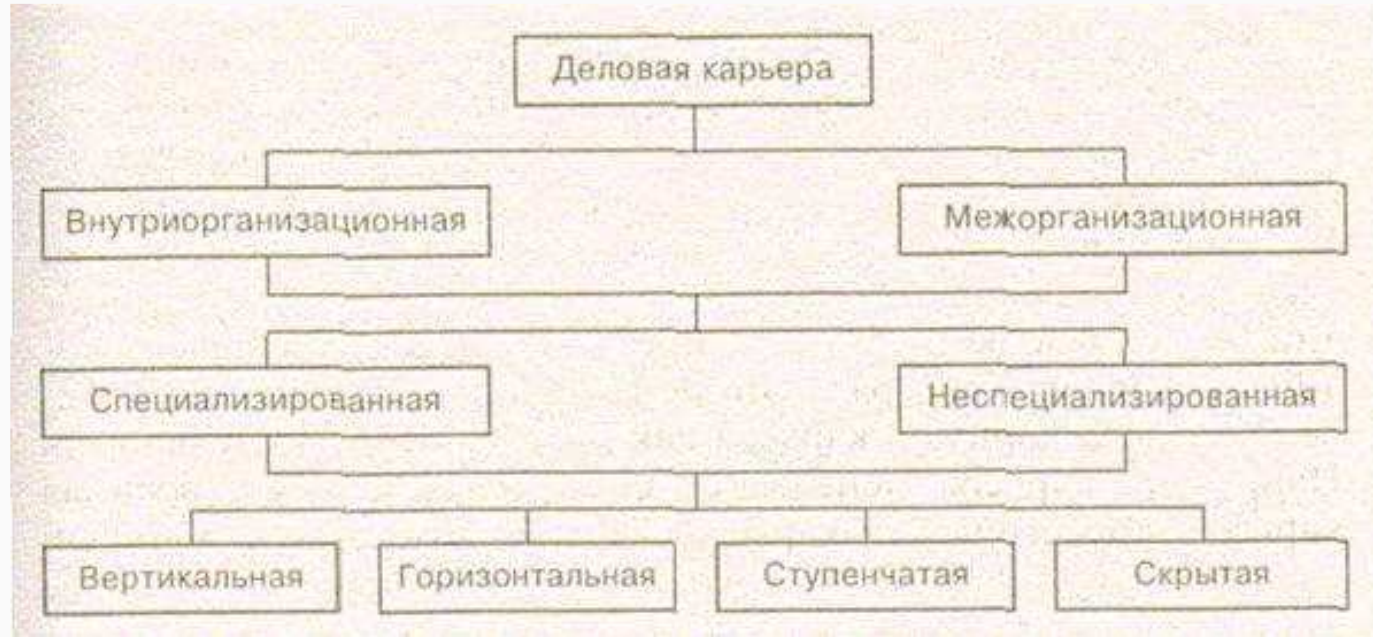 Деловая карьера
Внутриорганизационная
Межорганизационная
Специализированная
Неспециализированная
Вертикальная
Горизонтальная
Ступенчатая
Скрытая